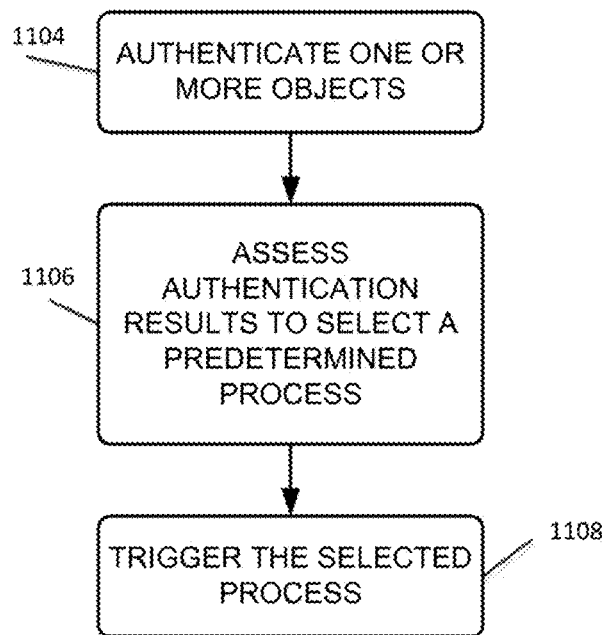 1104
AUTHENTICATE ONE OR
MORE OBJECTS
1106
ASSESS
AUTHENTICATION
RESULTS TO SELECT A
PREDETERMINED
PROCESS
1108
TRIGGER THE SELECTED
PROCESS